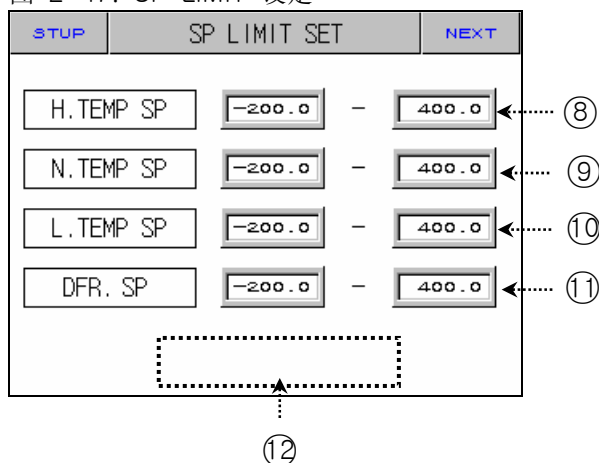 STUP SP LIMIT SET NEXT
H.TEMP SP -200.0 - 400.0 ⑧
N.TEMP SP -200.0 - 400.0 ⑨
L.TEMP SP -200.0 - 400.0 ⑩
DFR. SP -200.0 - 400.0 ⑪
⑫